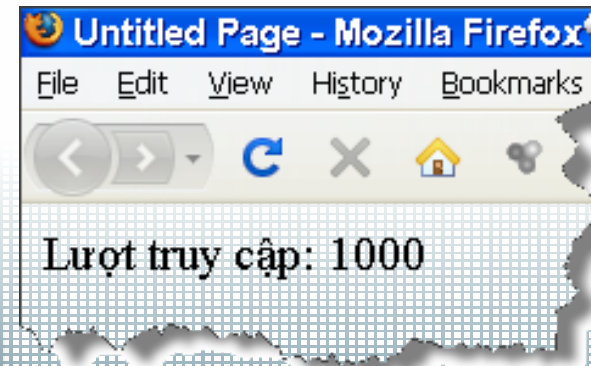 Untitled Page - Mozilla Firefox
File Edit View History Bookmarks
Lượt truy cập: 1000